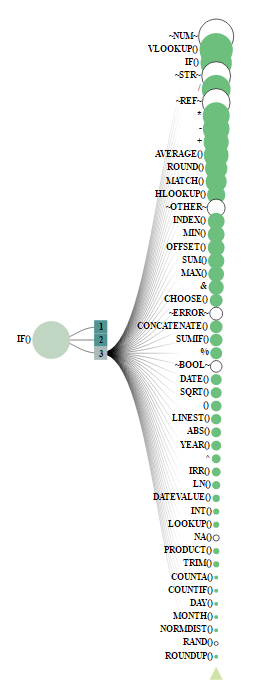 ~NUM~
VLOOKUP()
IF()
~STR~
/
~REF~
*
-
+
AVERAGE()
ROUND()
MATCH()
HLOOKUP()
~OTHER~
INDEX()
MIN()
OFFSET()
SUM()
MAX()
&
CHOOSE()
~ERROR~
CONCATENATE()
SUMIF()
%
~BOOL~
DATE()
SQRT()
()
LINEST()
ABS()
YEAR()
^
IRR()
LN()
DATEVALUE()
INT()
LOOKUP()
NA()
PRODUCT()
TRIM()
COUNTA()
COUNTIF()
DAY()
MONTH()
NORMDIST()
RAND()
ROUNDUP()
IF()
1
2
3